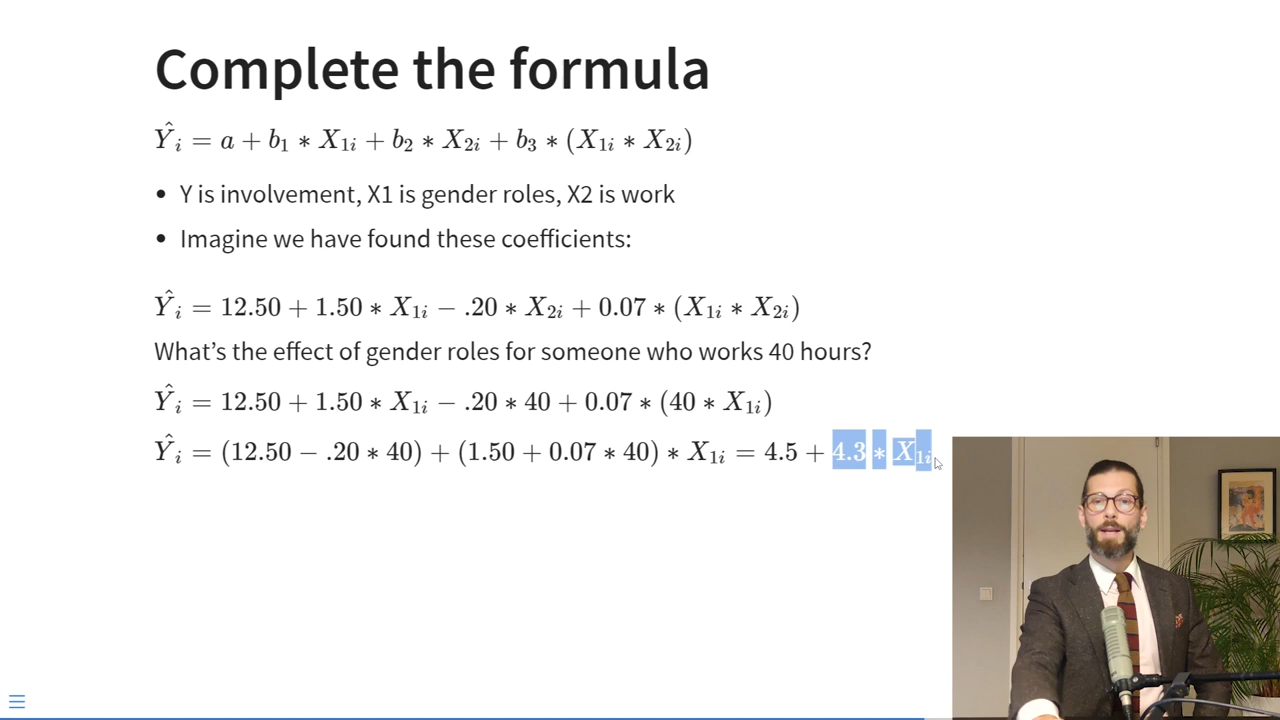 Complete the formula
Ŷᵢ = a + b₁ * X₁ᵢ + b₂ * X₂ᵢ + b₃ * (X₁ᵢ * X₂ᵢ)
• Y is involvement, X1 is gender roles, X2 is work
• Imagine we have found these coefficients:
Ŷᵢ = 12.50 + 1.50 * X₁ᵢ − .20 * X₂ᵢ + 0.07 * (X₁ᵢ * X₂ᵢ)
What’s the effect of gender roles for someone who works 40 hours?
Ŷᵢ = 12.50 + 1.50 * X₁ᵢ − .20 * 40 + 0.07 * (40 * X₁ᵢ)
Ŷᵢ = (12.50 − .20 * 40) + (1.50 + 0.07 * 40) * X₁ᵢ = 4.5 + 4.3 * X₁ᵢ